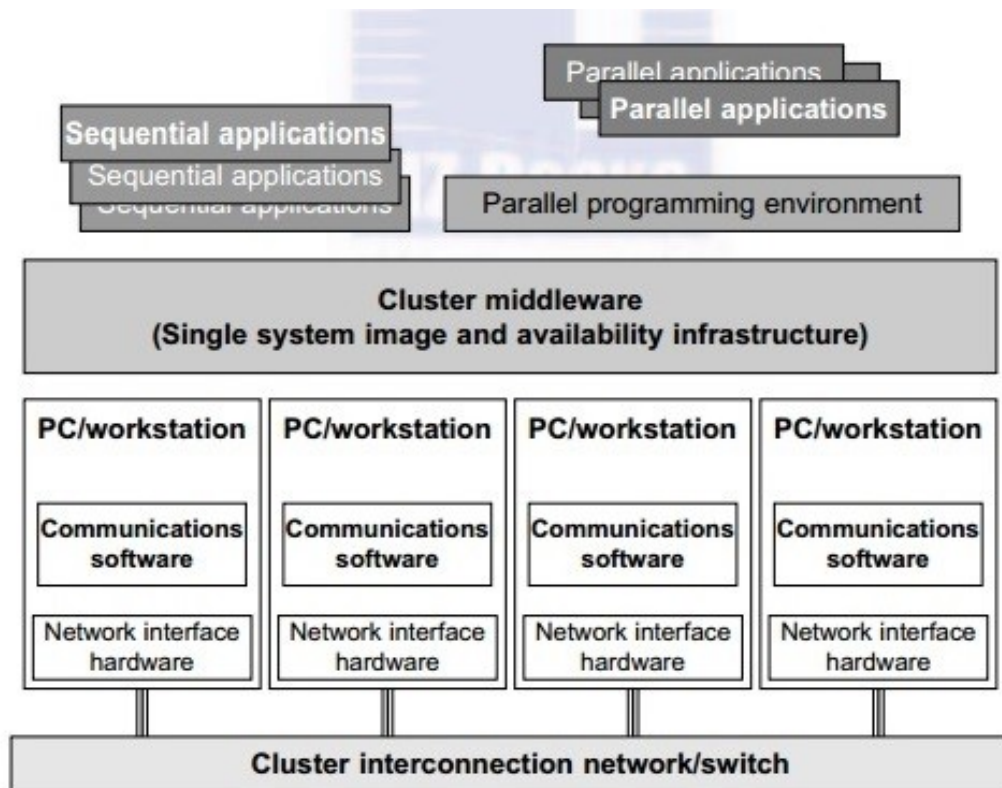 Parallel applications
Parallel applications
Sequential applications
Sequential applications
Sequential applications
Parallel programming environment
Cluster middleware
(Single system image and availability infrastructure)
PC/workstation
Communications
software
Network interface
hardware
PC/workstation
Communications
software
Network interface
hardware
PC/workstation
Communications
software
Network interface
hardware
PC/workstation
Communications
software
Network interface
hardware
Cluster interconnection network/switch